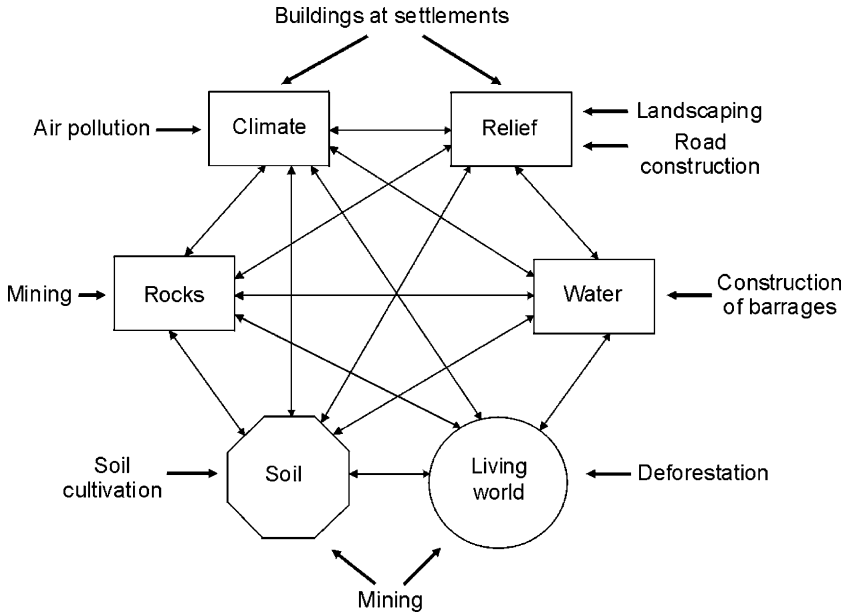 Buildings at settlements
Air pollution
Climate
Relief
Landscaping
Road
construction
Mining
Rocks
Water
Construction
of barrages
Soil
cultivation
Soil
Living
world
Deforestation
Mining